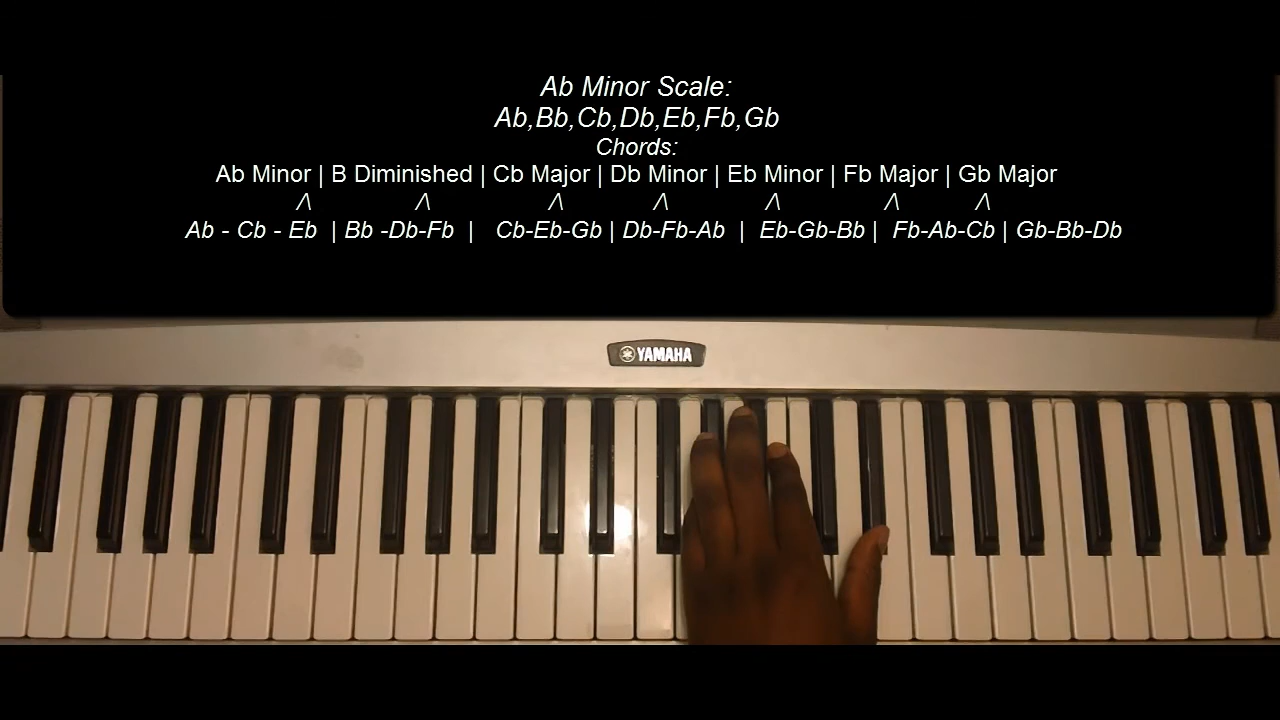 Ab Minor Scale:
Ab,Bb,Cb,Db,Eb,Fb,Gb
Chords:
Ab Minor | B Diminished | Cb Major | Db Minor | Eb Minor | Fb Major | Gb Major
/\ /\ /\ /\ /\ /\ /\
Ab - Cb - Eb | Bb -Db-Fb | Cb-Eb-Gb | Db-Fb-Ab | Eb-Gb-Bb | Fb-Ab-Cb | Gb-Bb-Db
YAMAHA